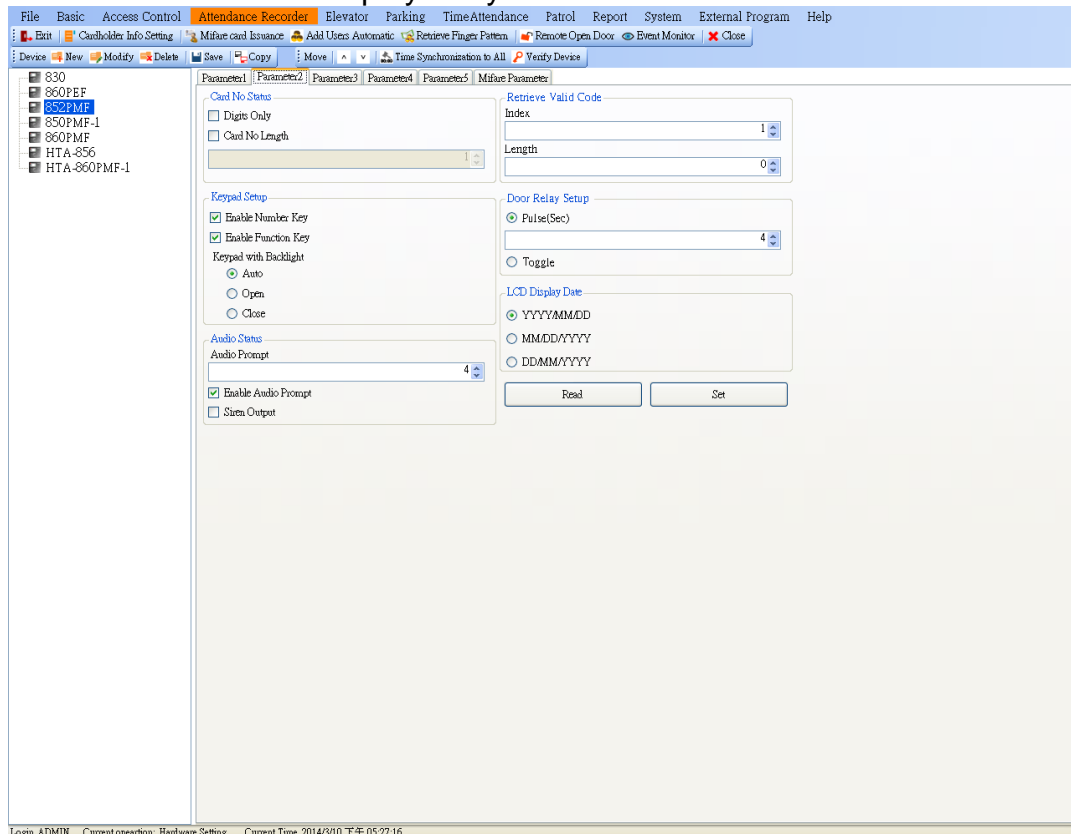 File Basic Access Control Attendance Recorder Elevator Parking TimeAttendance Patrol Report System External Program Help
Exit Cardholder Info Setting Mifare card Issuance Add Users Automatic Retrieve Finger Pattern Remote Open Door Event Monitor Close
Device New Modify Delete Save Copy Move Time Synchronization to All Verify Device
830
860PEF
852PMF
850PMF-1
860PMF
HTA-856
HTA-860PMF-1
Parameter1 Parameter2 Parameter3 Parameter4 Parameter5 Mifare Parameter
Card No Status
Digits Only
Card No Length
1
Keypad Setup
Enable Number Key
Enable Function Key
Keypad with Backlight
Auto
Open
Close
Audio Status
Audio Prompt
4
Enable Audio Prompt
Siren Output
Retrieve Valid Code
Index
1
Length
0
Door Relay Setup
Pulse(Sec)
4
Toggle
LCD Display Date
YYYY/MM/DD
MM/DD/YYYY
DD/MM/YYYY
Read Set
Login ADMIN Current opeartion: Hardware Setting Current Time 2014/3/10 下午 05:27:16